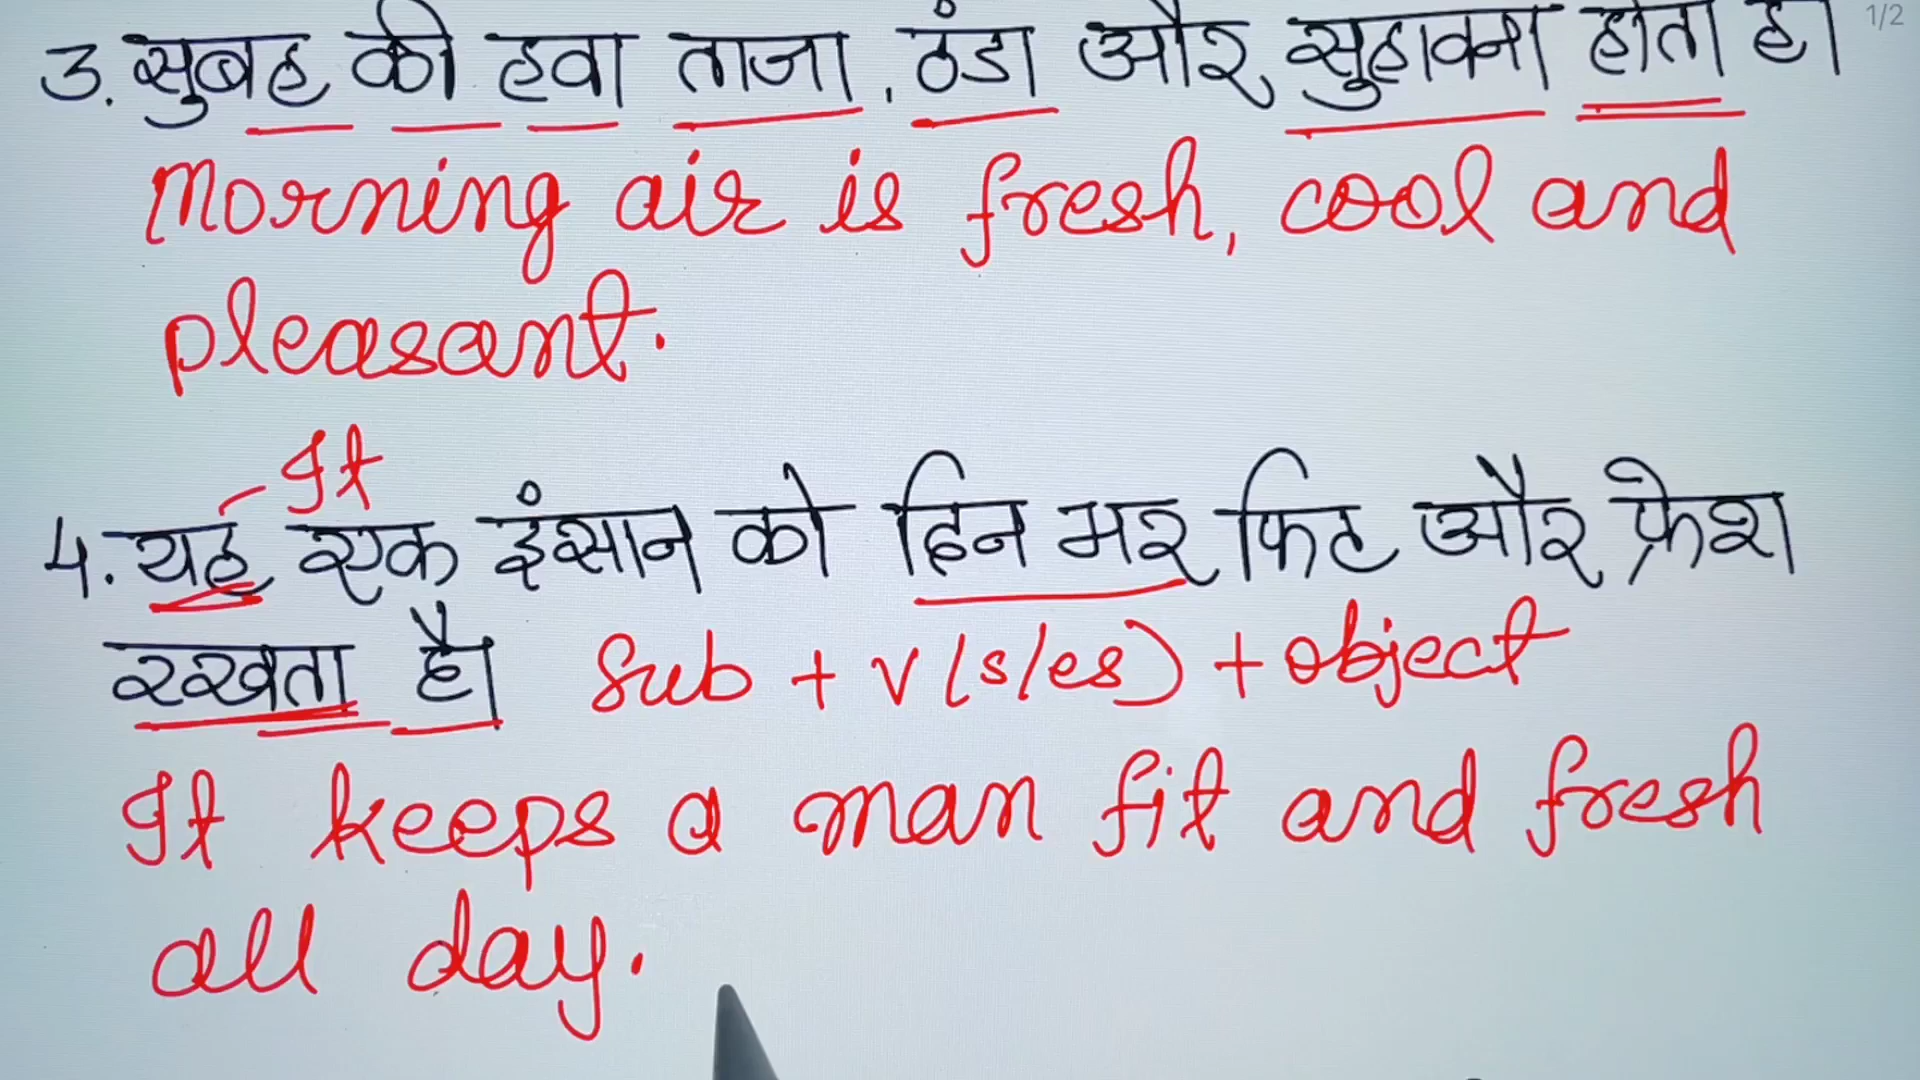 1/2
3. सुबह की हवा ताजा, ठंडा और सुहावना होता है।
Morning air is fresh, cool and
pleasant.
It
4. यह एक इंसान को दिन भर फिट और फ्रेश
रखता है। Sub + V (s/es) + object
It keeps a man fit and fresh
all day.